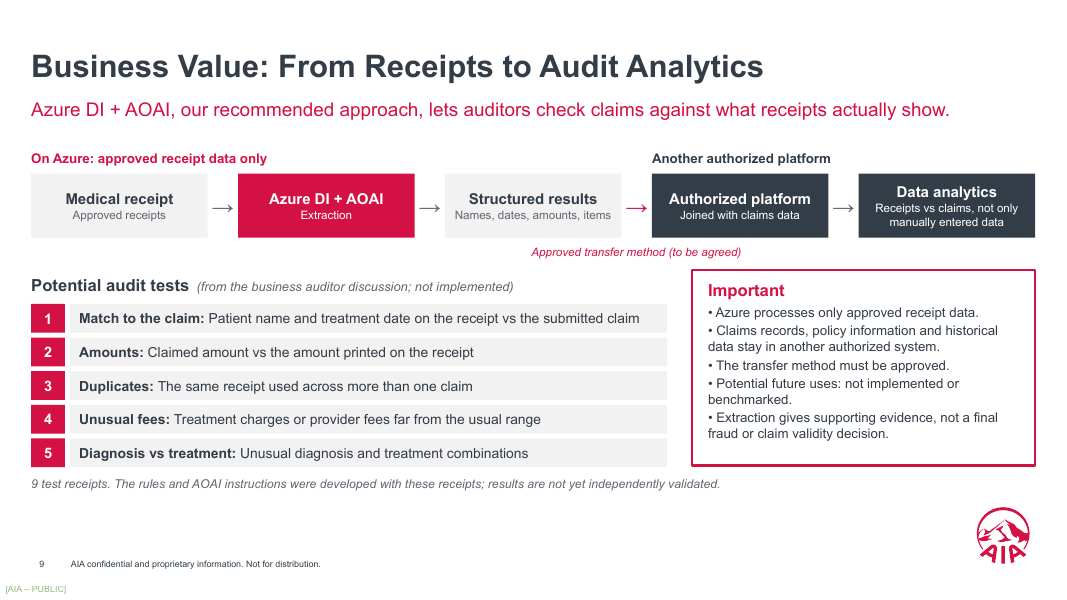 Business Value: From Receipts to Audit Analytics
Azure DI + AOAI, our recommended approach, lets auditors check claims against what receipts actually show.
On Azure: approved receipt data only
Another authorized platform
Medical receipt
Approved receipts
→
Azure DI + AOAI
Extraction
→
Structured results
Names, dates, amounts, items
→
Authorized platform
Joined with claims data
→
Data analytics
Receipts vs claims, not only
manually entered data
Approved transfer method (to be agreed)
Potential audit tests (from the business auditor discussion; not implemented)
1 Match to the claim: Patient name and treatment date on the receipt vs the submitted claim
2 Amounts: Claimed amount vs the amount printed on the receipt
3 Duplicates: The same receipt used across more than one claim
4 Unusual fees: Treatment charges or provider fees far from the usual range
5 Diagnosis vs treatment: Unusual diagnosis and treatment combinations
Important
• Azure processes only approved receipt data.
• Claims records, policy information and historical
data stay in another authorized system.
• The transfer method must be approved.
• Potential future uses: not implemented or
benchmarked.
• Extraction gives supporting evidence, not a final
fraud or claim validity decision.
9 test receipts. The rules and AOAI instructions were developed with these receipts; results are not yet independently validated.
AIA
9 AIA confidential and proprietary information. Not for distribution.
[AIA – PUBLIC]